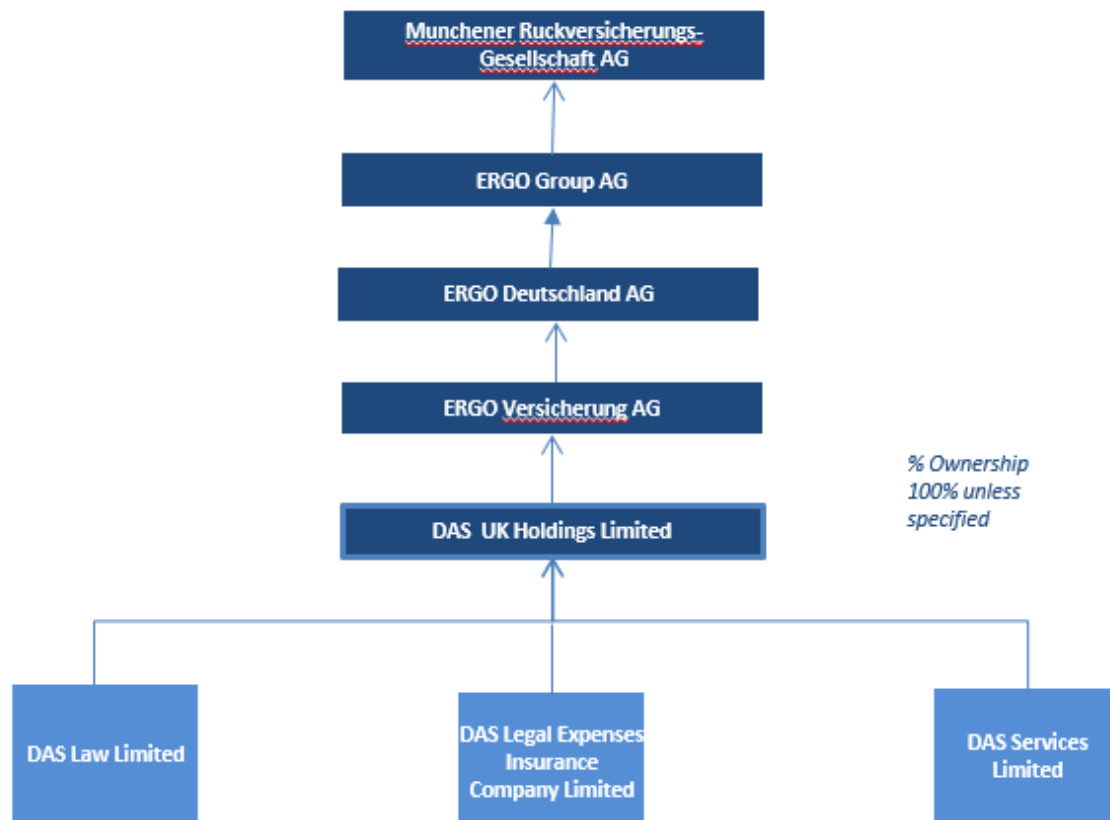 Munchener Ruckversicherungs-
Gesellschaft AG
ERGO Group AG
ERGO Deutschland AG
ERGO Versicherung AG
% Ownership
100% unless
specified
DAS UK Holdings Limited
DAS Law Limited
DAS Legal Expenses
Insurance
Company Limited
DAS Services
Limited